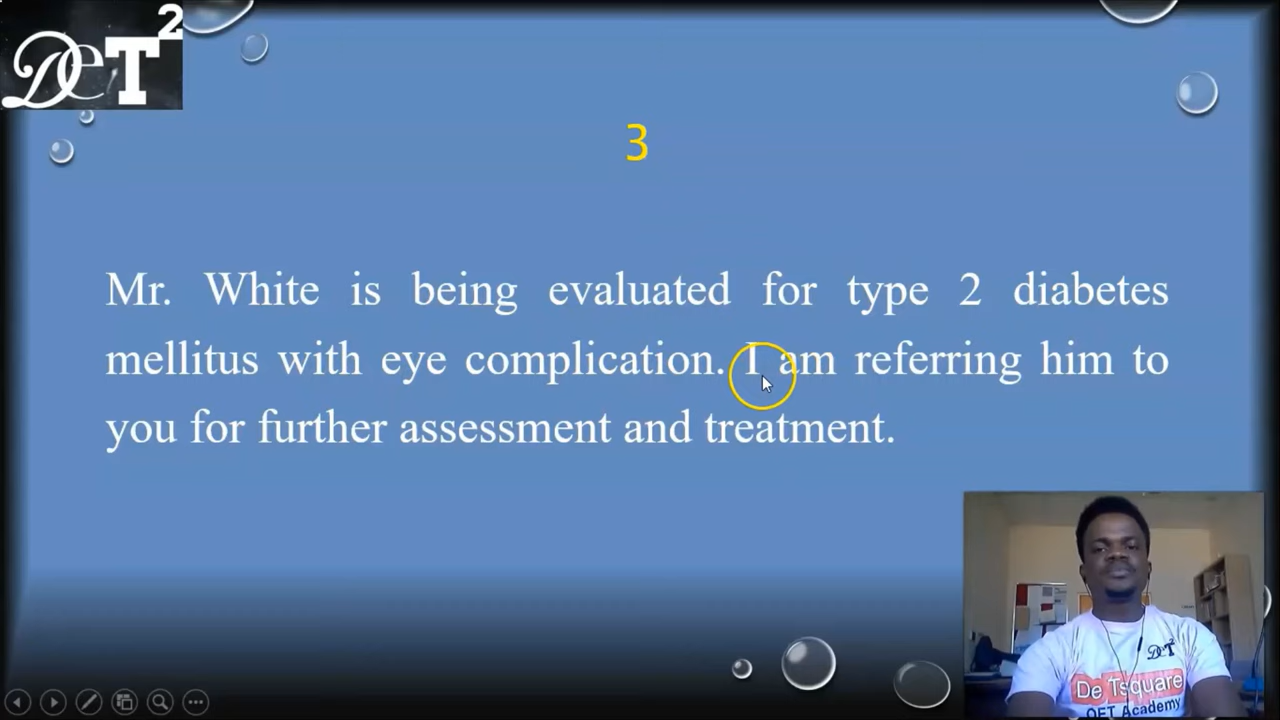 DeT2
3
Mr. White is being evaluated for type 2 diabetes
mellitus with eye complication. I am referring him to
you for further assessment and treatment.
DeT2
De Tsquare
OET Academy